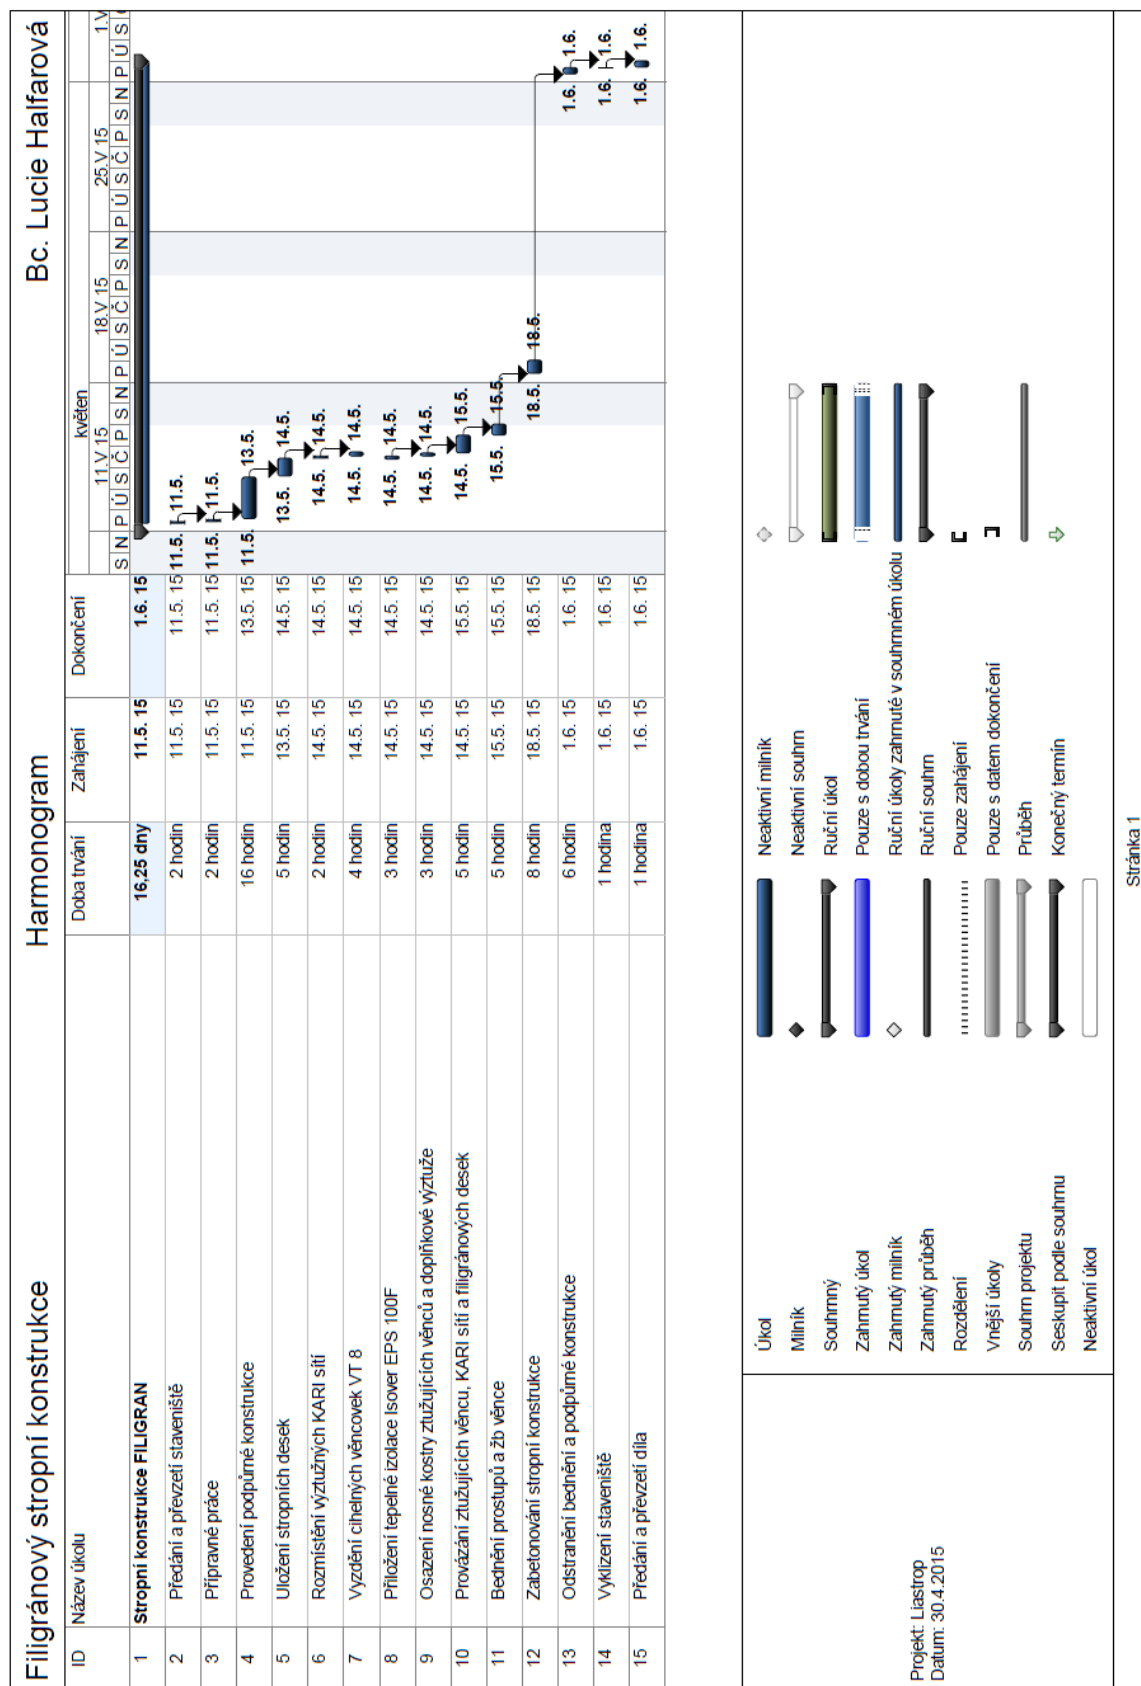 Filigránový stropní konstrukce Harmonogram Bc. Lucie Halfarová
ID Název úkolu Doba trvání Zahájení Dokončení
květen
11.V 15 18.V 15 25.V 15 1.V
S N P Ú S Č P S N P Ú S Č P S N P Ú S Č P S N P Ú S
1 Stropní konstrukce FILIGRAN 16,25 dny 11.5. 15 1.6. 15
2 Předání a převzetí staveniště 2 hodin 11.5. 15 11.5. 15 11.5. 11.5.
3 Přípravné práce 2 hodin 11.5. 15 11.5. 15 11.5. 11.5.
4 Provedení podpůrné konstrukce 16 hodin 11.5. 15 13.5. 15 11.5. 13.5.
5 Uložení stropních desek 5 hodin 13.5. 15 14.5. 15 13.5. 14.5.
6 Rozmístění výztužných KARI sítí 2 hodin 14.5. 15 14.5. 15 14.5. 14.5.
7 Vyzdění cihelných věncovek VT 8 4 hodin 14.5. 15 14.5. 15 14.5. 14.5.
8 Přiložení tepelné izolace Isover EPS 100F 3 hodin 14.5. 15 14.5. 15 14.5. 14.5.
9 Osazení nosné kostry ztužujících věnců a doplňkové výztuže 3 hodin 14.5. 15 14.5. 15 14.5. 14.5.
10 Provázání ztužujících věncu, KARI sítí a filigránových desek 5 hodin 14.5. 15 15.5. 15 14.5. 15.5.
11 Bednění prostupů a žb věnce 5 hodin 15.5. 15 15.5. 15 15.5. 15.5.
12 Zabetonování stropní konstrukce 8 hodin 18.5. 15 18.5. 15 18.5. 18.5.
13 Odstranění bednění a podpůrné konstrukce 6 hodin 1.6. 15 1.6. 15 1.6. 1.6.
14 Vyklizení staveniště 1 hodina 1.6. 15 1.6. 15 1.6. 1.6.
15 Předání a převzetí díla 1 hodina 1.6. 15 1.6. 15 1.6. 1.6.
Projekt: Liastrop
Datum: 30.4.2015
Úkol
Milník
Souhrnný
Zahrnutý úkol
Zahrnutý milník
Zahrnutý průběh
Rozdělení
Vnější úkoly
Souhrn projektu
Seskupit podle souhrnu
Neaktivní úkol
Neaktivní milník
Neaktivní souhrn
Ruční úkol
Pouze s dobou trvání
Ruční úkoly zahrnuté v souhrnném úkolu
Ruční souhrn
Pouze zahájení
Pouze s datem dokončení
Průběh
Konečný termín
Stránka 1